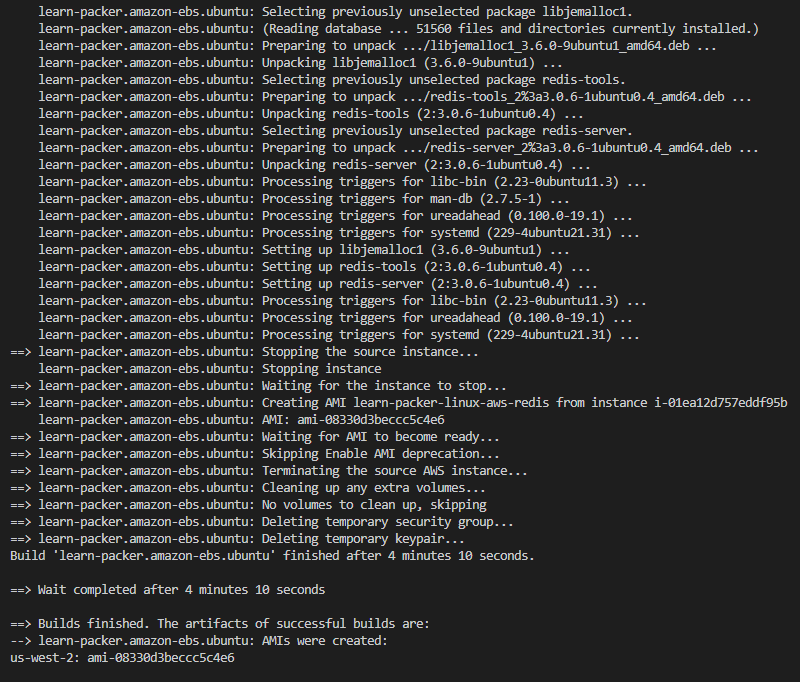 learn-packer.amazon-ebs.ubuntu: Selecting previously unselected package libjemalloc1.
learn-packer.amazon-ebs.ubuntu: (Reading database ... 51560 files and directories currently installed.)
learn-packer.amazon-ebs.ubuntu: Preparing to unpack .../libjemalloc1_3.6.0-9ubuntu1_amd64.deb ...
learn-packer.amazon-ebs.ubuntu: Unpacking libjemalloc1 (3.6.0-9ubuntu1) ...
learn-packer.amazon-ebs.ubuntu: Selecting previously unselected package redis-tools.
learn-packer.amazon-ebs.ubuntu: Preparing to unpack .../redis-tools_2%3a3.0.6-1ubuntu0.4_amd64.deb ...
learn-packer.amazon-ebs.ubuntu: Unpacking redis-tools (2:3.0.6-1ubuntu0.4) ...
learn-packer.amazon-ebs.ubuntu: Selecting previously unselected package redis-server.
learn-packer.amazon-ebs.ubuntu: Preparing to unpack .../redis-server_2%3a3.0.6-1ubuntu0.4_amd64.deb ...
learn-packer.amazon-ebs.ubuntu: Unpacking redis-server (2:3.0.6-1ubuntu0.4) ...
learn-packer.amazon-ebs.ubuntu: Processing triggers for libc-bin (2.23-0ubuntu11.3) ...
learn-packer.amazon-ebs.ubuntu: Processing triggers for man-db (2.7.5-1) ...
learn-packer.amazon-ebs.ubuntu: Processing triggers for ureadahead (0.100.0-19.1) ...
learn-packer.amazon-ebs.ubuntu: Processing triggers for systemd (229-4ubuntu21.31) ...
learn-packer.amazon-ebs.ubuntu: Setting up libjemalloc1 (3.6.0-9ubuntu1) ...
learn-packer.amazon-ebs.ubuntu: Setting up redis-tools (2:3.0.6-1ubuntu0.4) ...
learn-packer.amazon-ebs.ubuntu: Setting up redis-server (2:3.0.6-1ubuntu0.4) ...
learn-packer.amazon-ebs.ubuntu: Processing triggers for libc-bin (2.23-0ubuntu11.3) ...
learn-packer.amazon-ebs.ubuntu: Processing triggers for ureadahead (0.100.0-19.1) ...
learn-packer.amazon-ebs.ubuntu: Processing triggers for systemd (229-4ubuntu21.31) ...
==> learn-packer.amazon-ebs.ubuntu: Stopping the source instance...
learn-packer.amazon-ebs.ubuntu: Stopping instance
==> learn-packer.amazon-ebs.ubuntu: Waiting for the instance to stop...
==> learn-packer.amazon-ebs.ubuntu: Creating AMI learn-packer-linux-aws-redis from instance i-01ea12d757eddf95b
learn-packer.amazon-ebs.ubuntu: AMI: ami-08330d3beccc5c4e6
==> learn-packer.amazon-ebs.ubuntu: Waiting for AMI to become ready...
==> learn-packer.amazon-ebs.ubuntu: Skipping Enable AMI deprecation...
==> learn-packer.amazon-ebs.ubuntu: Terminating the source AWS instance...
==> learn-packer.amazon-ebs.ubuntu: Cleaning up any extra volumes...
==> learn-packer.amazon-ebs.ubuntu: No volumes to clean up, skipping
==> learn-packer.amazon-ebs.ubuntu: Deleting temporary security group...
==> learn-packer.amazon-ebs.ubuntu: Deleting temporary keypair...
Build 'learn-packer.amazon-ebs.ubuntu' finished after 4 minutes 10 seconds.
==> Wait completed after 4 minutes 10 seconds
==> Builds finished. The artifacts of successful builds are:
--> learn-packer.amazon-ebs.ubuntu: AMIs were created:
us-west-2: ami-08330d3beccc5c4e6